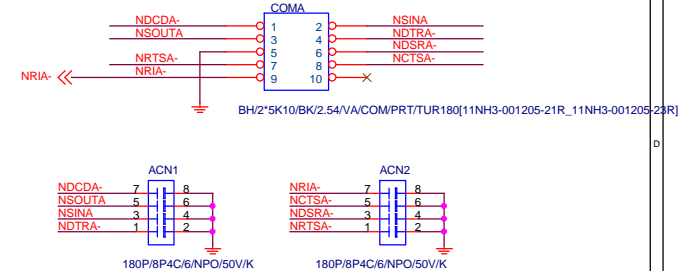 COMA
NDCDA- 1 2 NSINA
NSOUTA 3 4 NDTRA-
5 6 NDSRA-
NRTSA- 7 8 NCTSA-
NRIA- NRIA- 9 10
BH/2*5K10/BK/2.54/VA/COM/PRT/TUR180[11NH3-001205-21R_11NH3-001205-23R]
D
ACN1
NDCDA- 7 8
NSOUTA 5 6
NSINA 3 4
NDTRA- 1 2
180P/8P4C/6/NPO/50V/K
ACN2
NRIA- 7 8
NCTSA- 5 6
NDSRA- 3 4
NRTSA- 1 2
180P/8P4C/6/NPO/50V/K